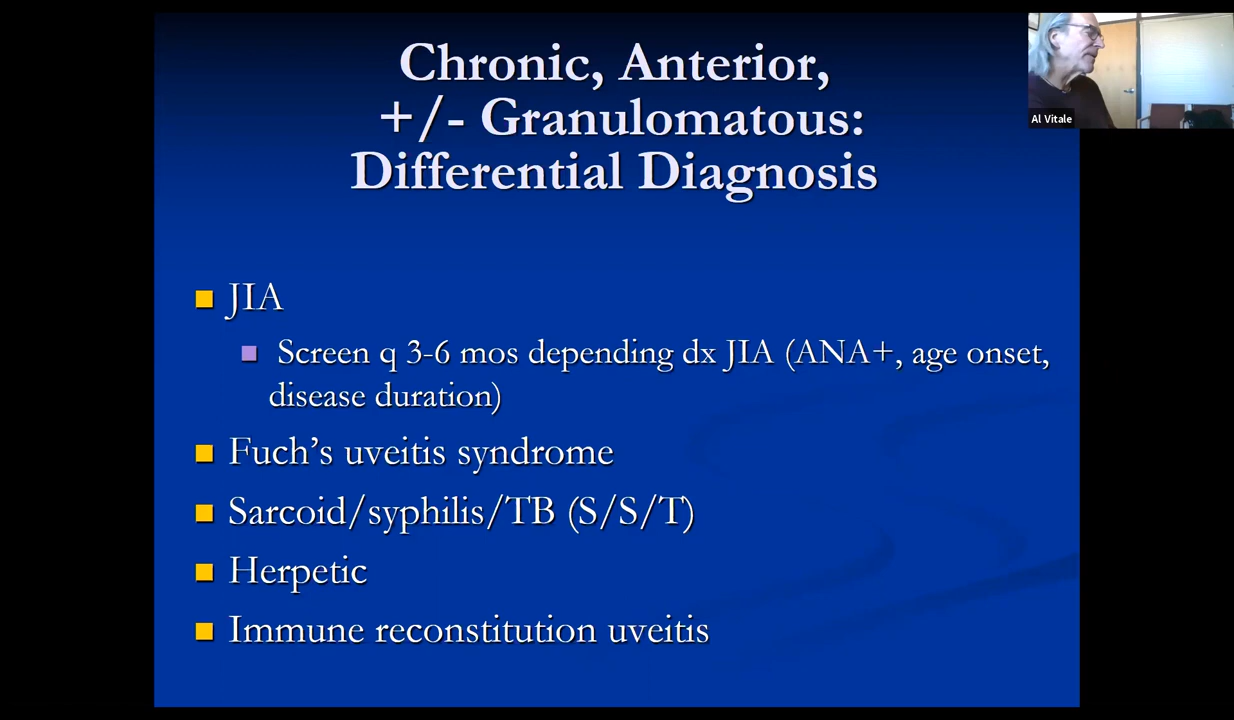 Chronic, Anterior,
+/- Granulomatous:
Differential Diagnosis
Al Vitale
JIA
Screen q 3-6 mos depending dx JIA (ANA+, age onset,
disease duration)
Fuch’s uveitis syndrome
Sarcoid/syphilis/TB (S/S/T)
Herpetic
Immune reconstitution uveitis